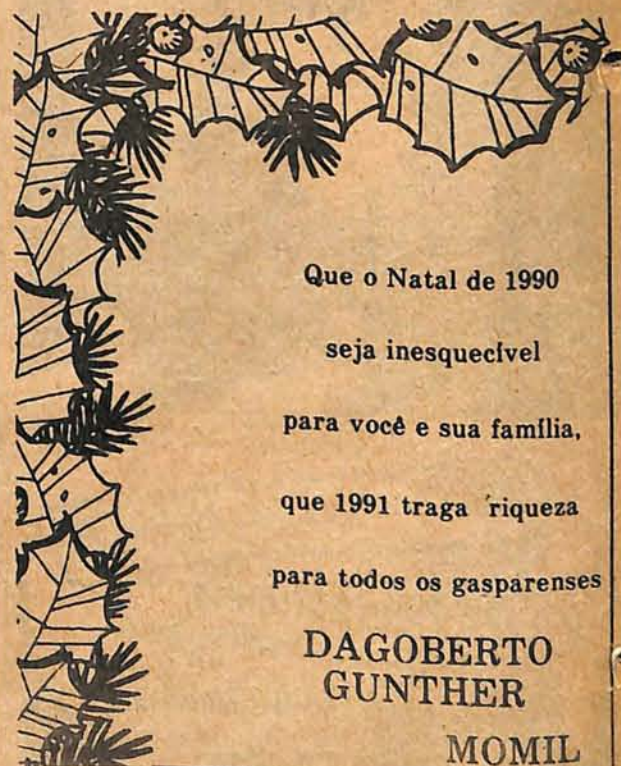 Que o Natal de 1990
seja inesquecível
para você e sua família,
que 1991 traga riqueza
para todos os gasparenses
DAGOBERTO
GUNTHER
MOMIL